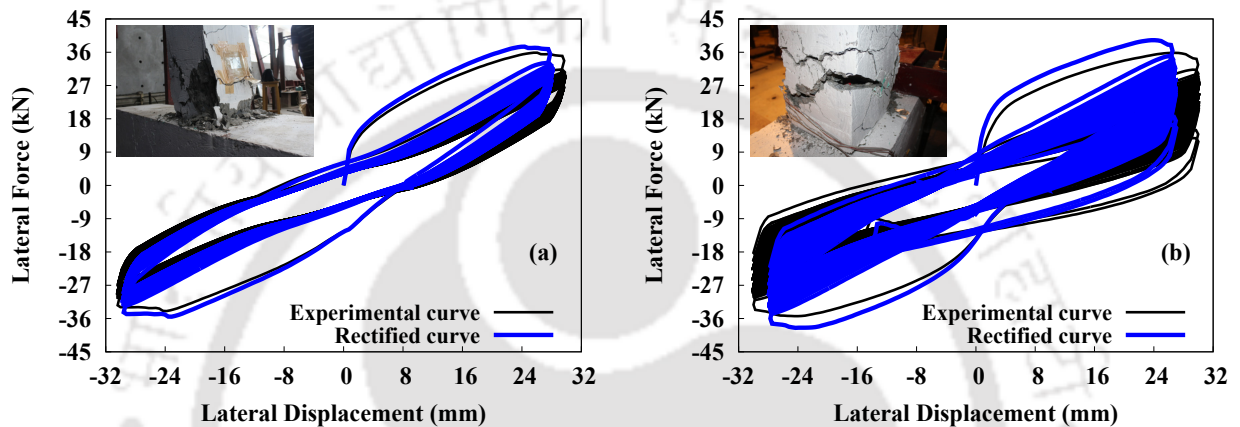 45
36
27
18
9
0
-9
-18
-27
-36
-45
Lateral Force (kN)
(a)
Experimental curve
Rectified curve
-32 -24 -16 -8 0 8 16 24 32
Lateral Displacement (mm)
45
36
27
18
9
0
-9
-18
-27
-36
-45
Lateral Force (kN)
(b)
Experimental curve
Rectified curve
-32 -24 -16 -8 0 8 16 24 32
Lateral Displacement (mm)